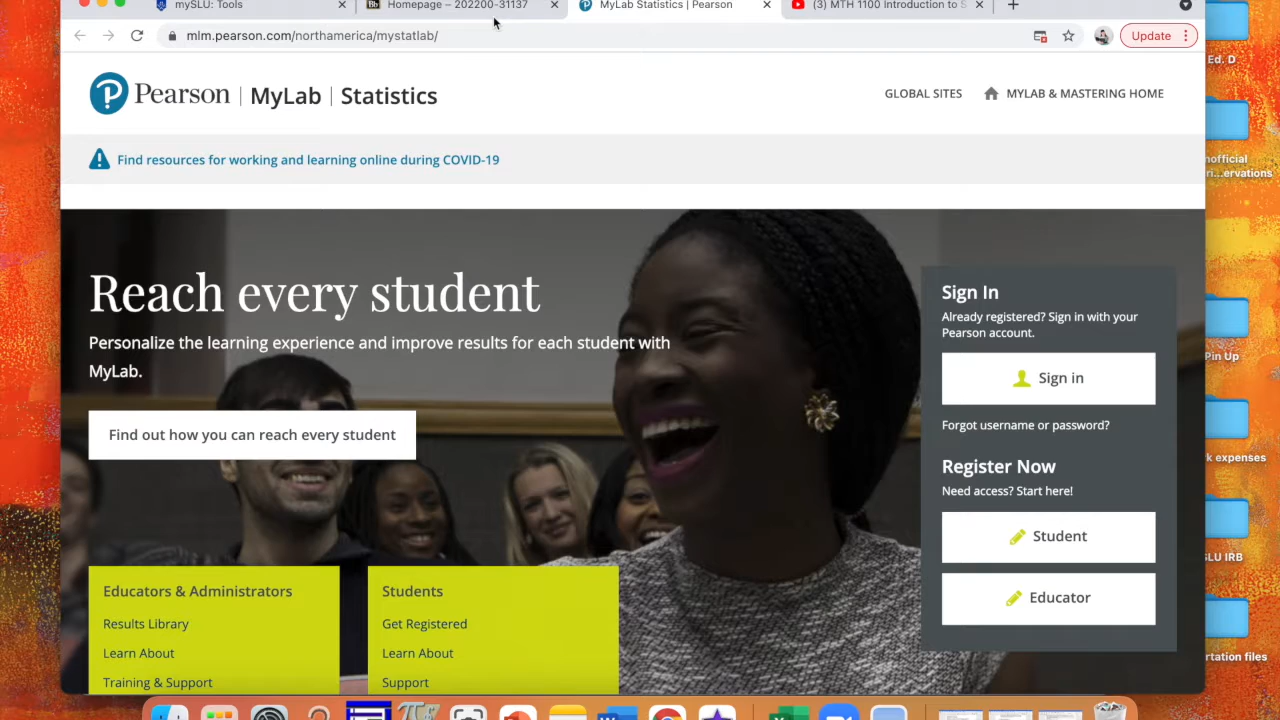 mySLU: Tools
Homepage – 202200-31137
MyLab Statistics | Pearson
(3) MTH 1100 Introduction to S
mlm.pearson.com/northamerica/mystatlab/
Update
Pearson | MyLab | Statistics
GLOBAL SITES
MYLAB & MASTERING HOME
Find resources for working and learning online during COVID-19
Reach every student
Personalize the learning experience and improve results for each student with
MyLab.
Find out how you can reach every student
Sign In
Already registered? Sign in with your
Pearson account.
Sign in
Forgot username or password?
Register Now
Need access? Start here!
Student
Educator
Educators & Administrators
Results Library
Learn About
Training & Support
Students
Get Registered
Learn About
Support
Ed. D
nofficial
ri...ervations
Pin Up
k expenses
SLU IRB
rtation files